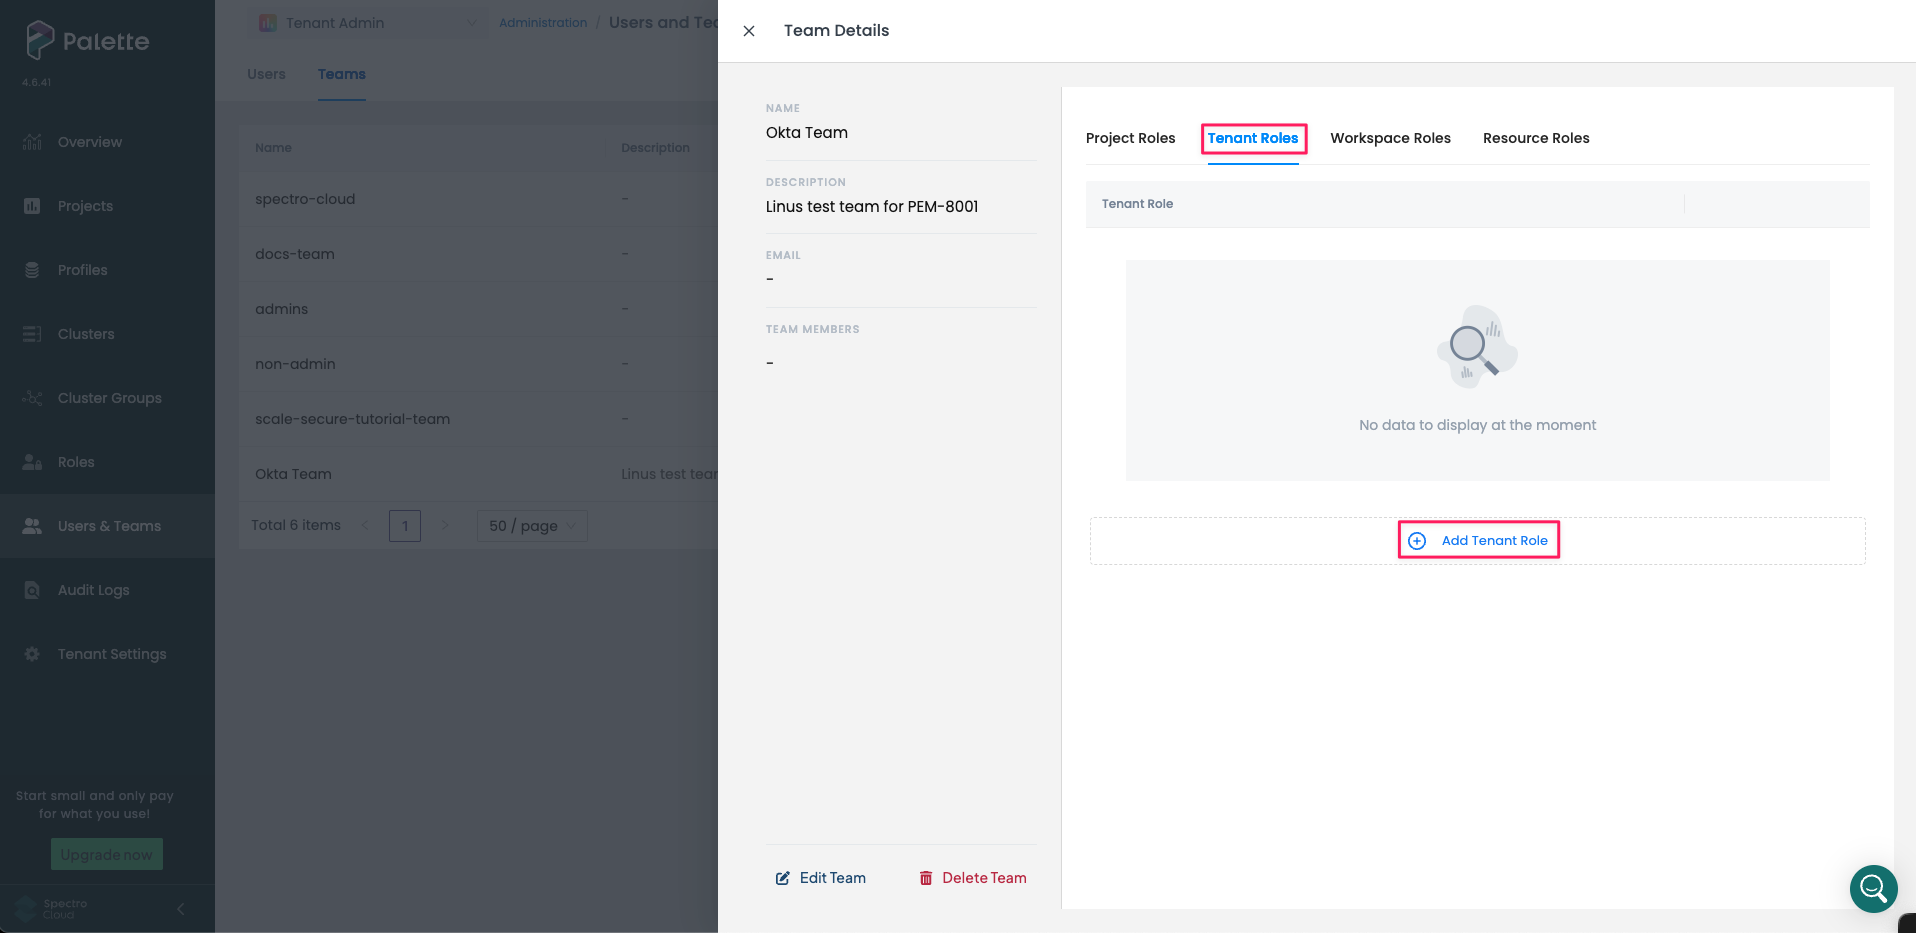 Palette
4.6.41
Overview
Projects
Profiles
Clusters
Cluster Groups
Roles
Users & Teams
Audit Logs
Tenant Settings
Start small and only pay
for what you use!
Upgrade now
Spectro
Cloud
Tenant Admin
Administration / Users and Tea
Users
Teams
Name
Description
spectro-cloud
-
docs-team
-
admins
-
non-admin
-
scale-secure-tutorial-team
-
Okta Team
Linus test tear
Total 6 items
1
50 / page
Team Details
NAME
Okta Team
DESCRIPTION
Linus test team for PEM-8001
EMAIL
-
TEAM MEMBERS
-
Edit Team
Delete Team
Project Roles
Tenant Roles
Workspace Roles
Resource Roles
Tenant Role
No data to display at the moment
Add Tenant Role